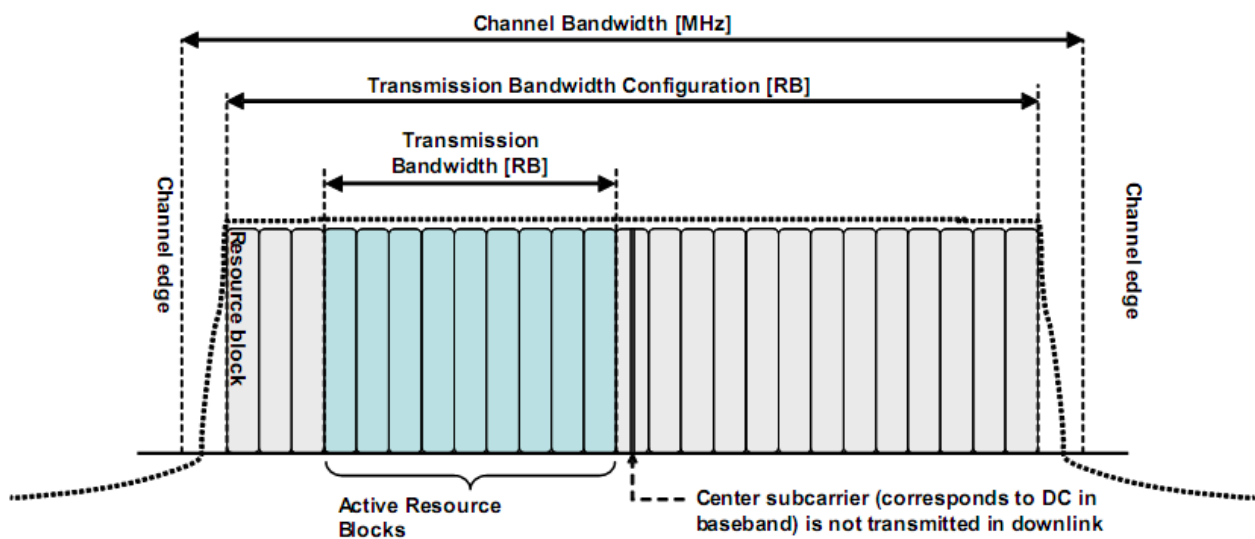 Channel Bandwidth [MHz]
Transmission Bandwidth Configuration [RB]
Transmission
Bandwidth [RB]
Channel edge
Resource block
Channel edge
Active Resource
Blocks
Center subcarrier (corresponds to DC in
baseband) is not transmitted in downlink